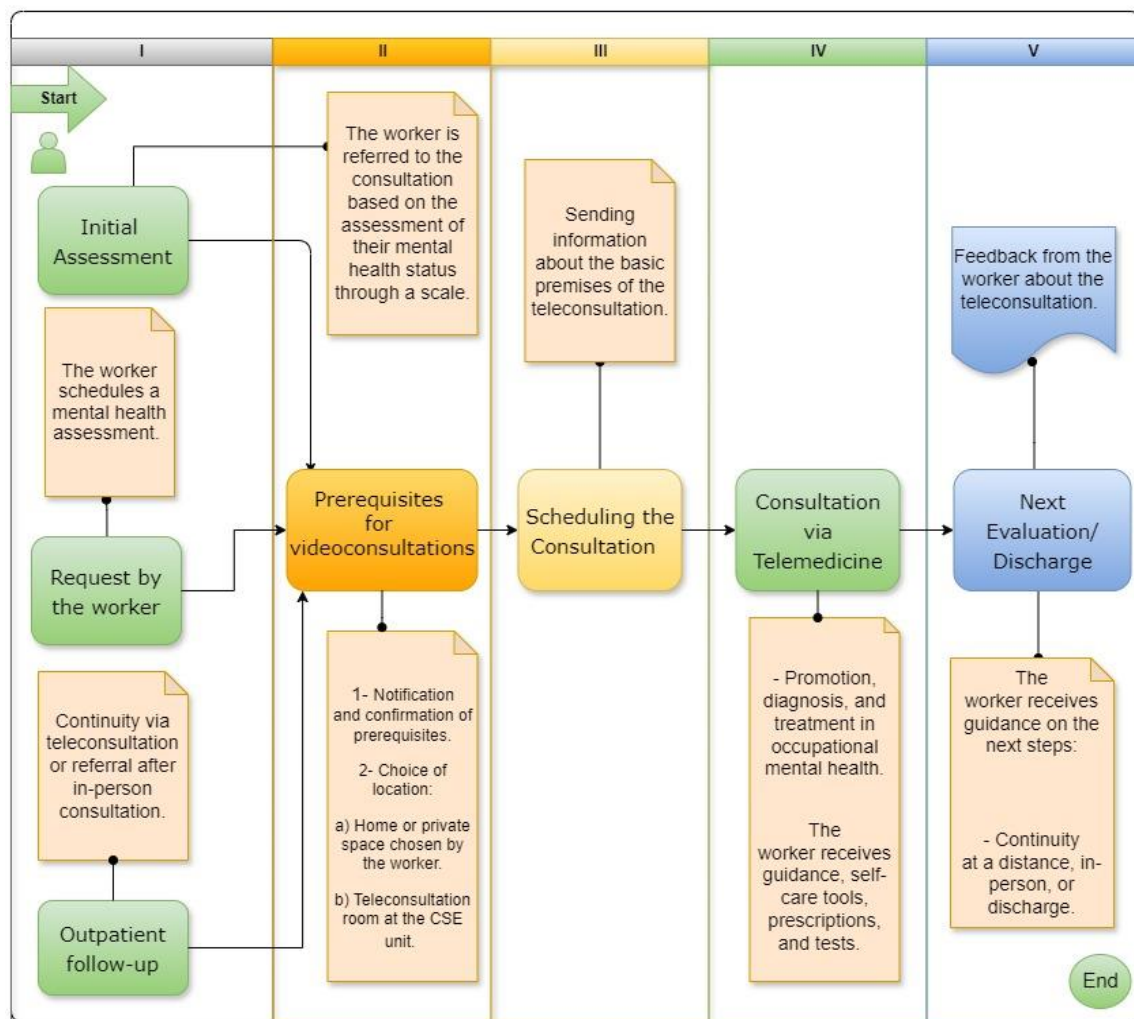 I
II
III
IV
V
Start
Initial
Assessment
The worker
schedules a
mental health
assessment.
Request by
the worker
Continuity via
teleconsultation
or referral after
in-person
consultation.
Outpatient
follow-up
The worker is
referred to the
consultation
based on the
assessment of
their mental
health status
through a scale.
Prerequisites
for
videoconsultations
1- Notification
and confirmation of
prerequisites.
2- Choice of
location:
a) Home or private
space chosen by
the worker.
b) Teleconsultation
room at the CSE
unit.
Sending
information
about the basic
premises of the
teleconsultation.
Scheduling the
Consultation
Consultation
via
Telemedicine
- Promotion,
diagnosis, and
treatment in
occupational
mental health.
The
worker receives
guidance, self-
care tools,
prescriptions,
and tests.
Feedback from the
worker about the
teleconsultation.
Next
Evaluation/
Discharge
The
worker receives
guidance on the
next steps:
- Continuity
at a distance, in-
person, or
discharge.
End